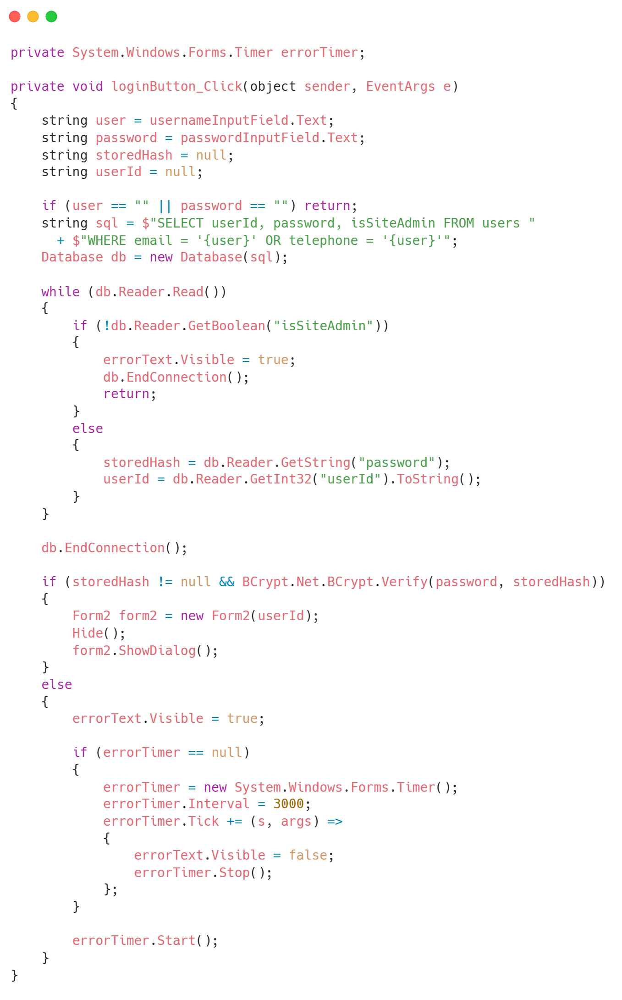 private System.Windows.Forms.Timer errorTimer;

private void loginButton_Click(object sender, EventArgs e)
{
    string user = usernameInputField.Text;
    string password = passwordInputField.Text;
    string storedHash = null;
    string userId = null;

    if (user == "" || password == "") return;
    string sql = $"SELECT userId, password, isSiteAdmin FROM users "
      + $"WHERE email = '{user}' OR telephone = '{user}'";
    Database db = new Database(sql);

    while (db.Reader.Read())
    {
        if (!db.Reader.GetBoolean("isSiteAdmin"))
        {
            errorText.Visible = true;
            db.EndConnection();
            return;
        }
        else
        {
            storedHash = db.Reader.GetString("password");
            userId = db.Reader.GetInt32("userId").ToString();
        }
    }

    db.EndConnection();

    if (storedHash != null && BCrypt.Net.BCrypt.Verify(password, storedHash))
    {
        Form2 form2 = new Form2(userId);
        Hide();
        form2.ShowDialog();
    }
    else
    {
        errorText.Visible = true;

        if (errorTimer == null)
        {
            errorTimer = new System.Windows.Forms.Timer();
            errorTimer.Interval = 3000;
            errorTimer.Tick += (s, args) =>
            {
                errorText.Visible = false;
                errorTimer.Stop();
            };
        }

        errorTimer.Start();
    }
}